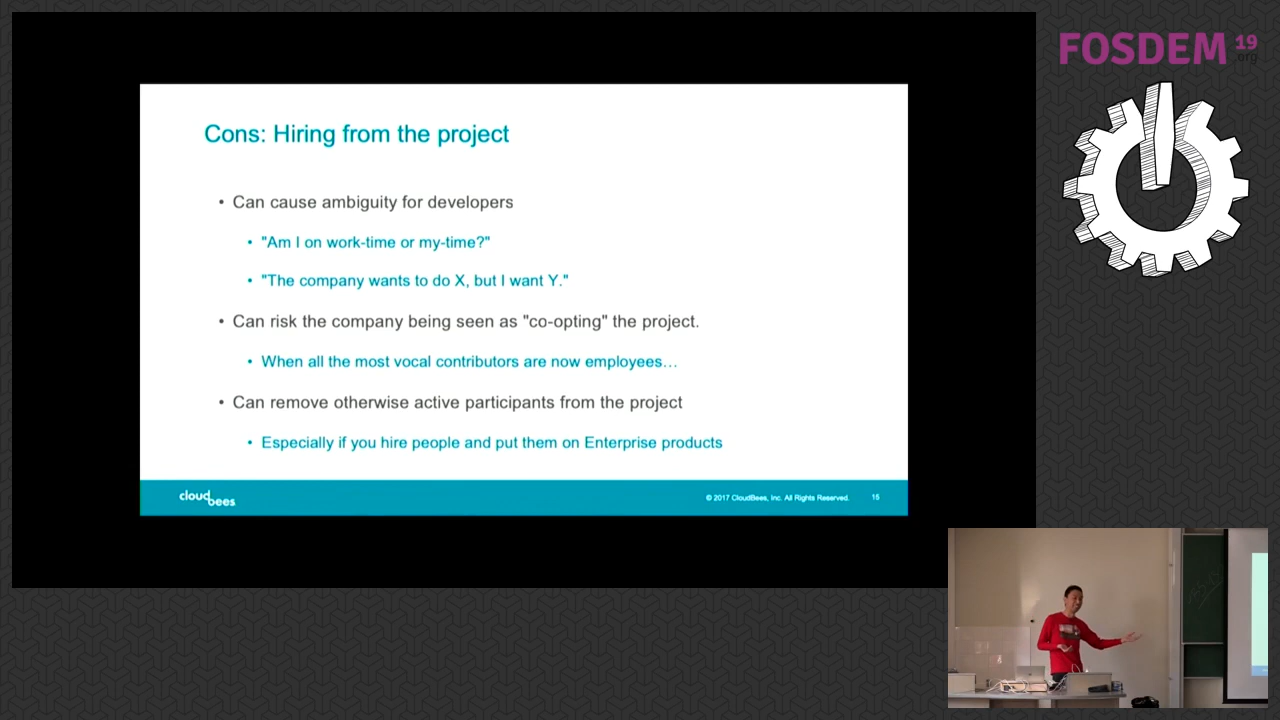 FOSDEM 19
.org
Cons: Hiring from the project
• Can cause ambiguity for developers
• "Am I on work-time or my-time?"
• "The company wants to do X, but I want Y."
• Can risk the company being seen as "co-opting" the project.
• When all the most vocal contributors are now employees…
• Can remove otherwise active participants from the project
• Especially if you hire people and put them on Enterprise products
cloudbees
© 2017 CloudBees, Inc. All Rights Reserved. 15